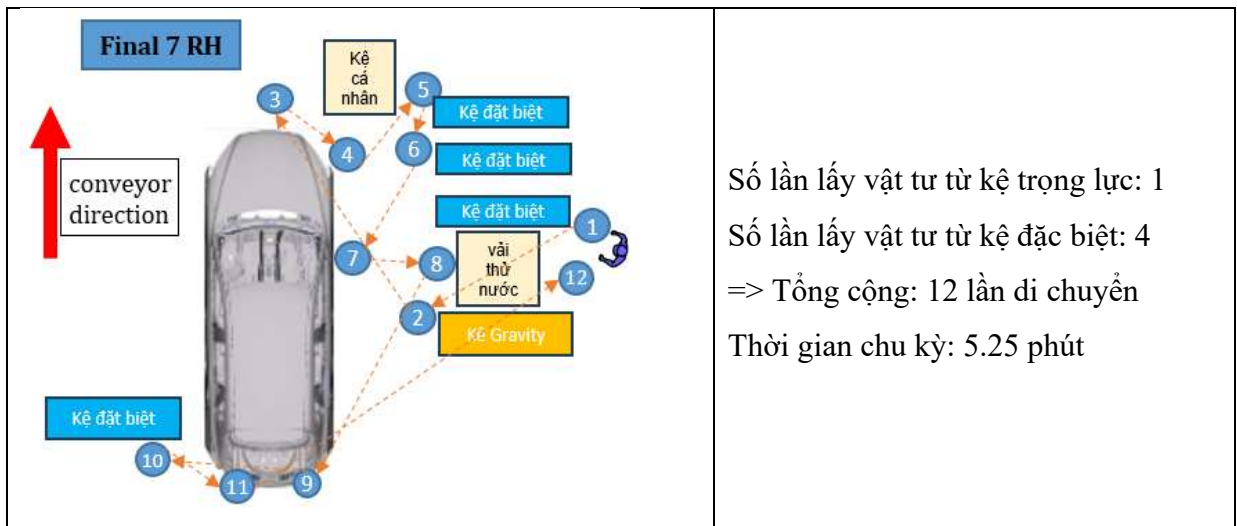 Final 7 RH
Kệ
cá
nhân
3
5
Kệ đặt biệt
4
6
Kệ đặt biệt
conveyor
direction
Kệ đặt biệt
1
vải
thử
nước
7
8
12
2
Kê Gravity
Kệ đặt biệt
10
11
9
Số lần lấy vật tư từ kệ trọng lực: 1
Số lần lấy vật tư từ kệ đặc biệt: 4
=> Tổng cộng: 12 lần di chuyển
Thời gian chu kỳ: 5.25 phút